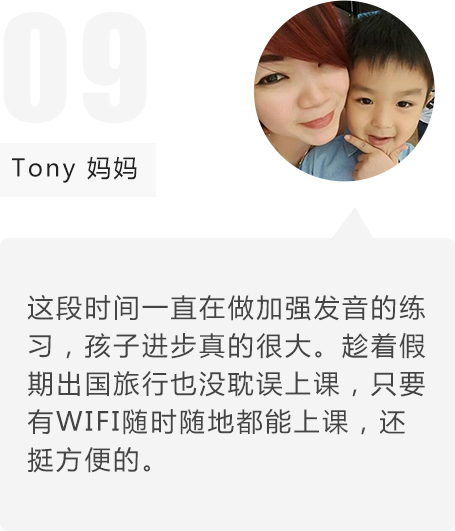 09
Tony 妈妈
这段时间一直在做加强发音的练
习，孩子进步真的很大。趁着假
期出国旅行也没耽误上课，只要
有WIFI随时随地都能上课，还
挺方便的。